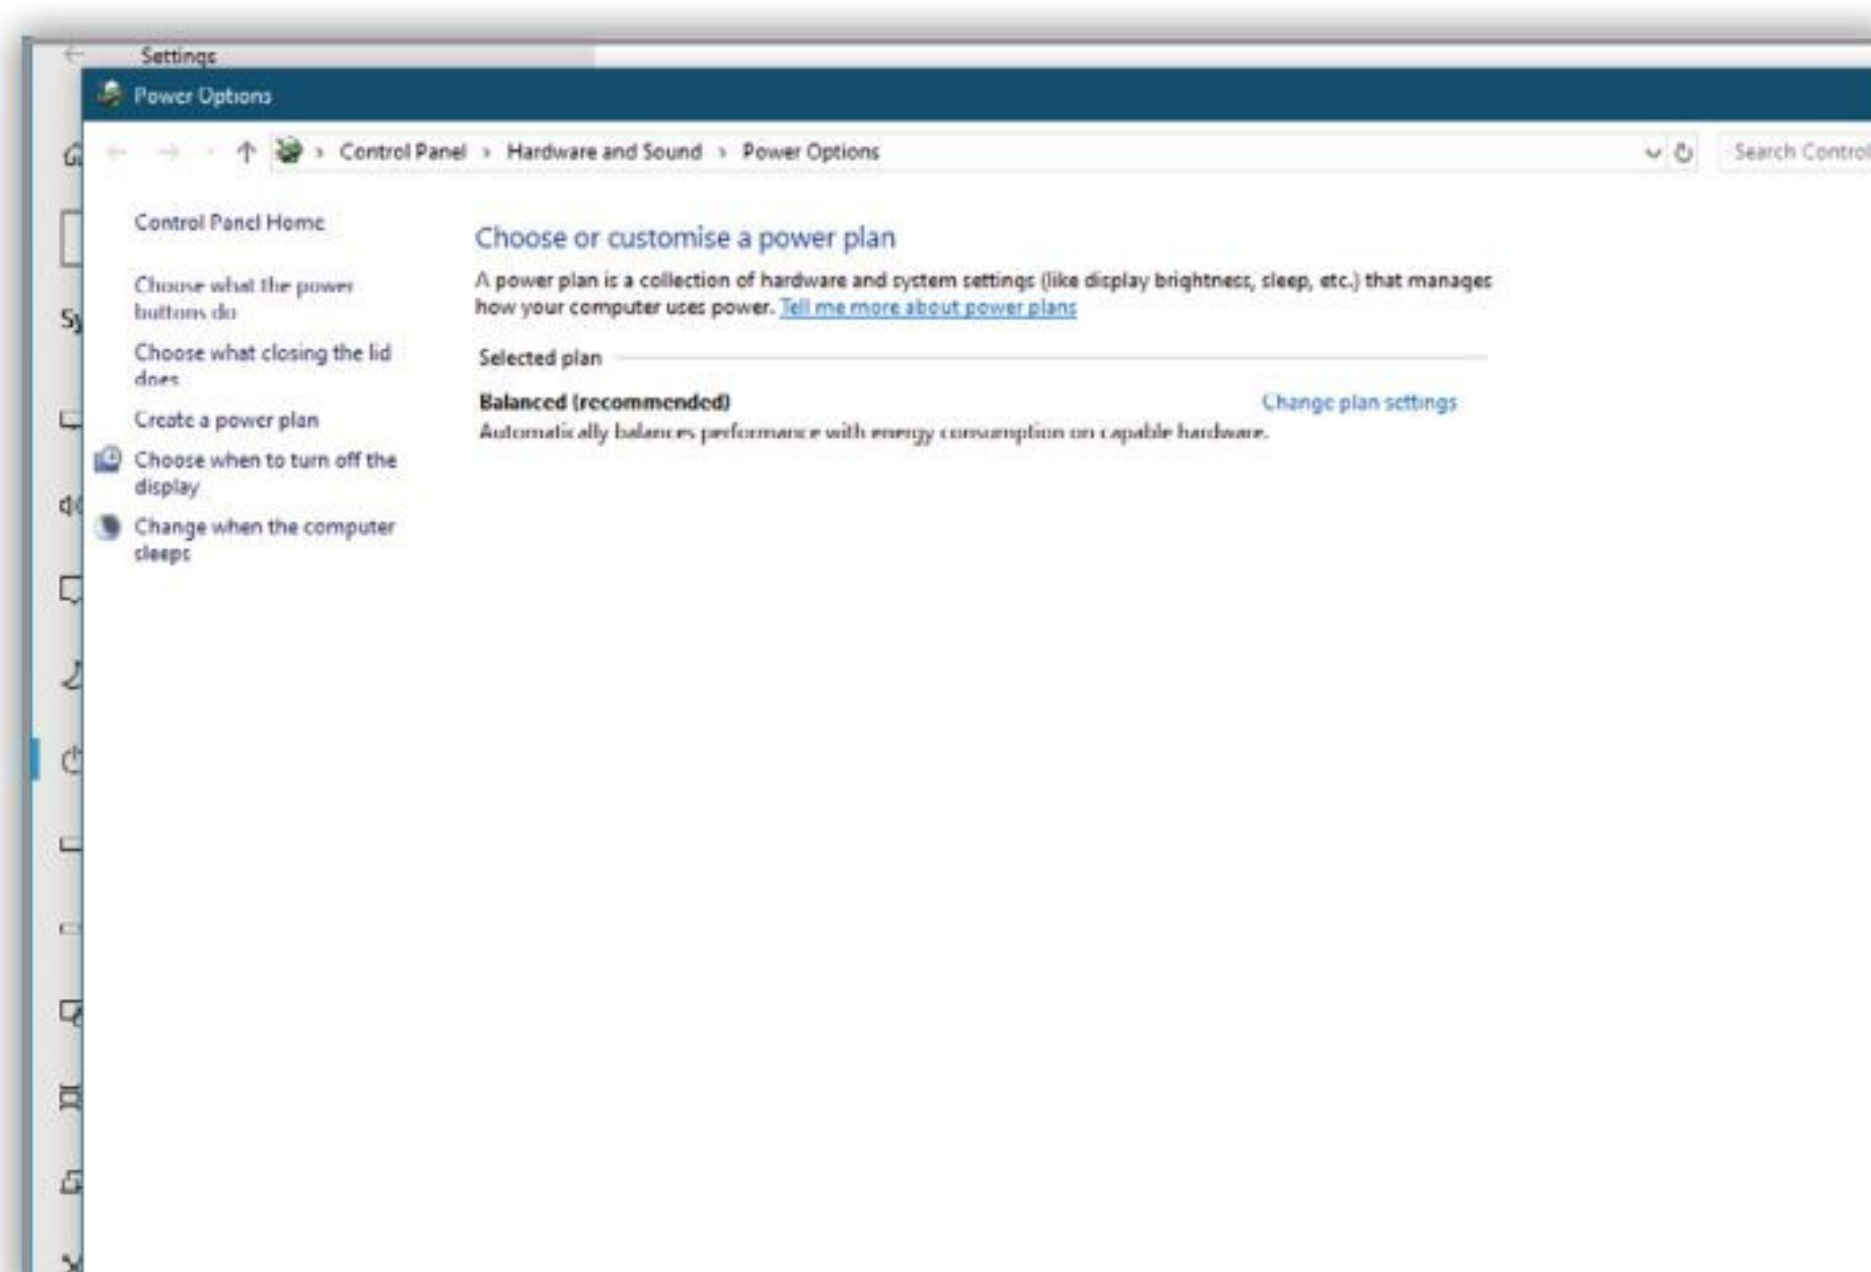 Settings
Power Options
Control Panel › Hardware and Sound › Power Options
Search Control
Control Panel Home
Choose what the power
buttons do
Choose what closing the lid
does
Create a power plan
Choose when to turn off the
display
Change when the computer
sleeps
Choose or customise a power plan
A power plan is a collection of hardware and system settings (like display brightness, sleep, etc.) that manages
how your computer uses power. Tell me more about power plans
Selected plan
Balanced (recommended)
Change plan settings
Automatically balances performance with energy consumption on capable hardware.
Sy